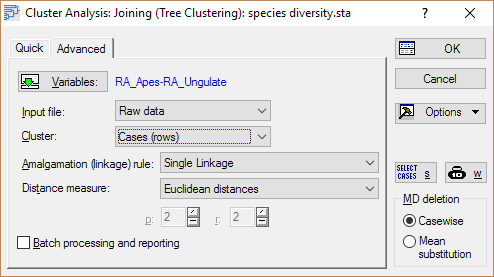 Cluster Analysis: Joining (Tree Clustering): species diversity.sta
?
Quick
Advanced
OK
Variables:
RA_Apes-RA_Ungulate
Cancel
Input file:
Raw data
Options
Cluster:
Cases (rows)
Amalgamation (linkage) rule:
Single Linkage
SELECT CASES
S
10
W
Distance measure:
Euclidean distances
p:
2
r:
2
MD deletion
Casewise
Mean
substitution
Batch processing and reporting